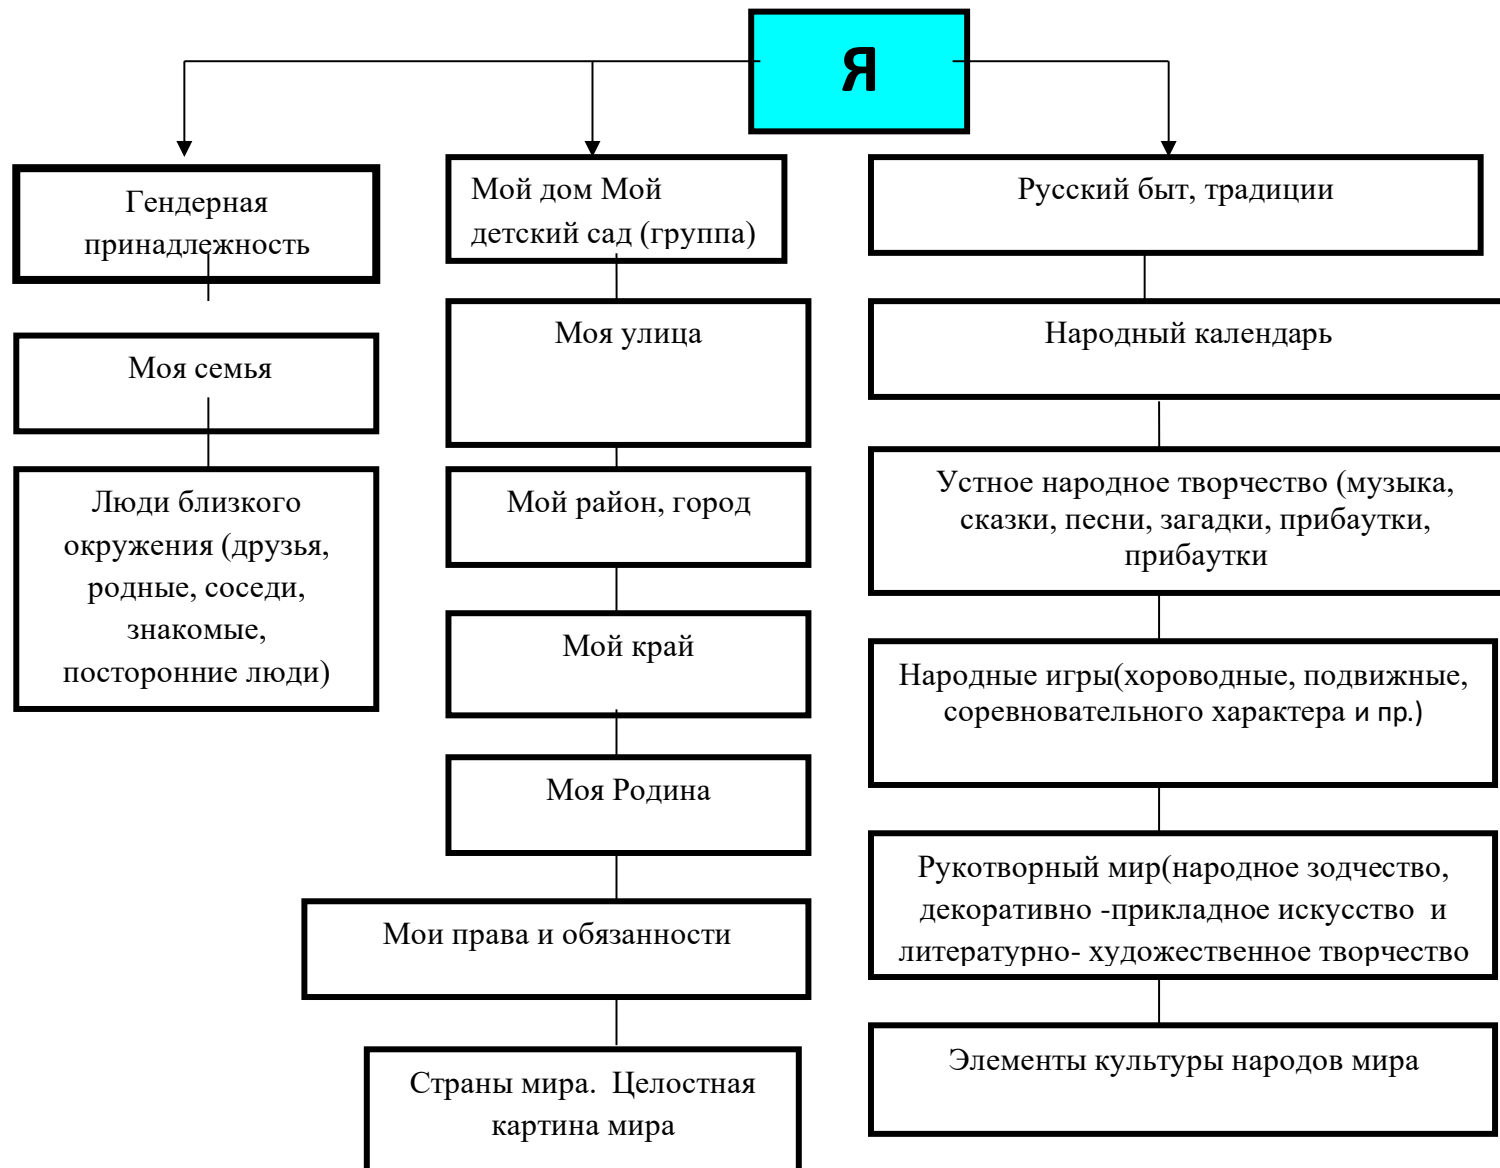 Я
Гендерная
принадлежность
Моя семья
Люди близкого
окружения (друзья,
родные, соседи,
знакомые,
посторонние люди)
Мой дом Мой
детский сад (группа)
Моя улица
Мой район, город
Мой край
Моя Родина
Мои права и обязанности
Страны мира.  Целостная
картина мира
Русский быт, традиции
Народный календарь
Устное народное творчество (музыка,
сказки, песни, загадки, прибаутки,
прибаутки
Народные игры(хороводные, подвижные,
соревновательного характера и пр.)
Рукотворный мир(народное зодчество,
декоративно -прикладное искусство  и
литературно- художественное творчество
Элементы культуры народов мира